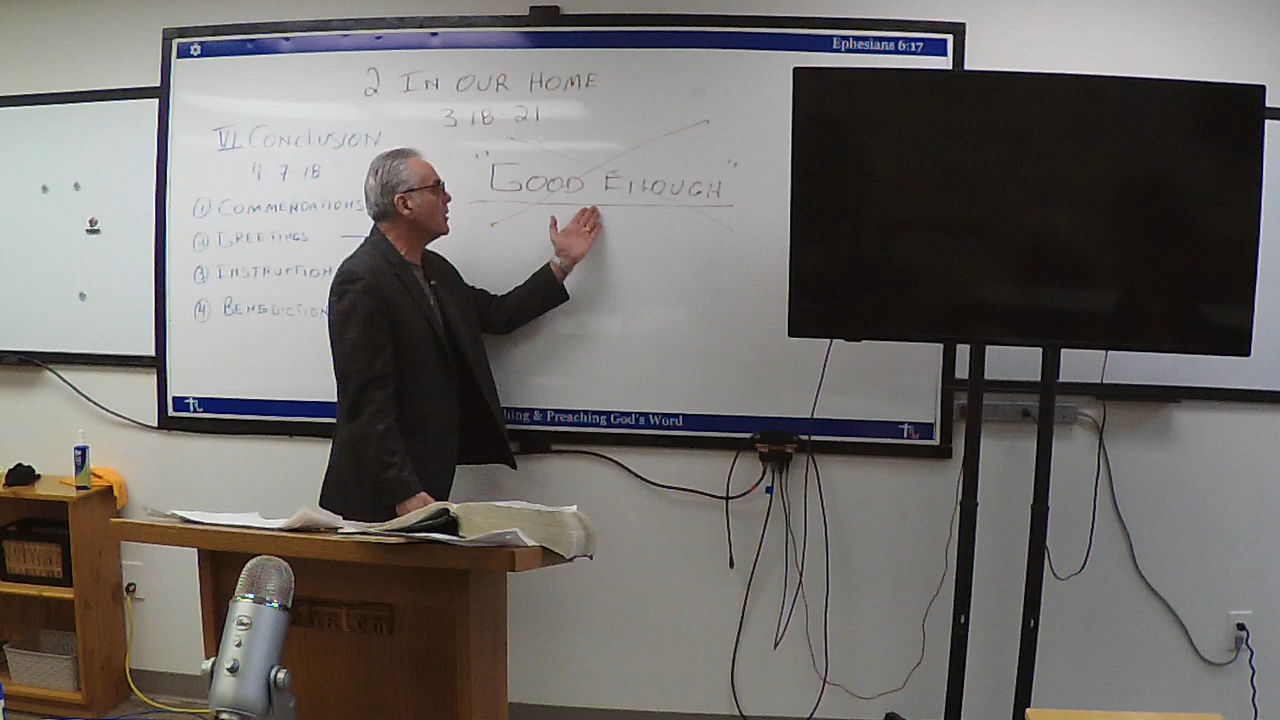 Ephesians 6:17
2 IN OUR HOME
3 18-21
VI CONCLUSION
4 7-18
① COMMENDATIONS
② GREETINGS
③ INSTRUCTION
④ BENEDICTION
"GOOD ENOUGH"
& Preaching God's Word